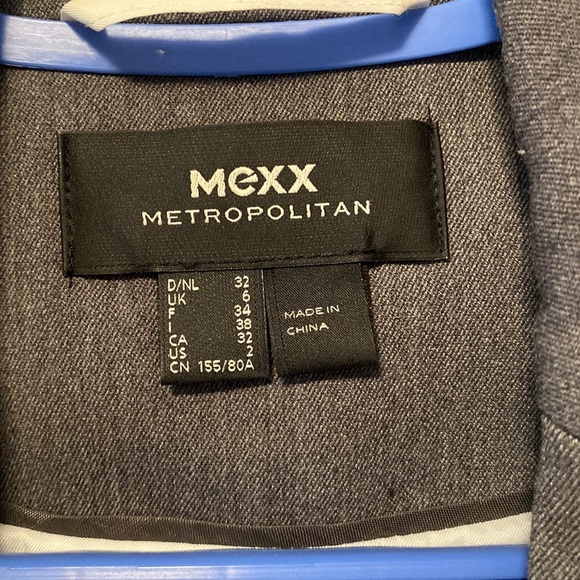 mexx
METROPOLITAN
D/NL 32
UK 6
F 34
I 38
CA 32
US 2
CN 155/80A
MADE IN
CHINA